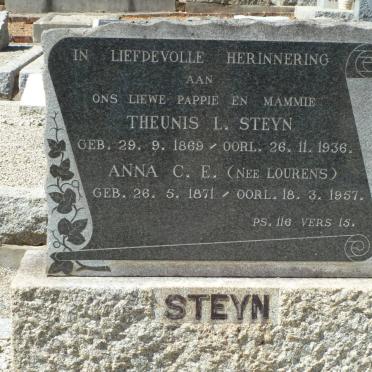 IN LIEFDEVOLLE HERINNERING
AAN
ONS LIEWE PAPPIE EN MAMMIE
THEUNIS L. STEYN
GEB. 29. 9. 1869 / OORL. 26. 11. 1936.
ANNA C. E. (NEE LOURENS)
GEB. 26. 5. 1871 / OORL. 18. 3. 1957.
PS. 116 VERS 15.
STEYN